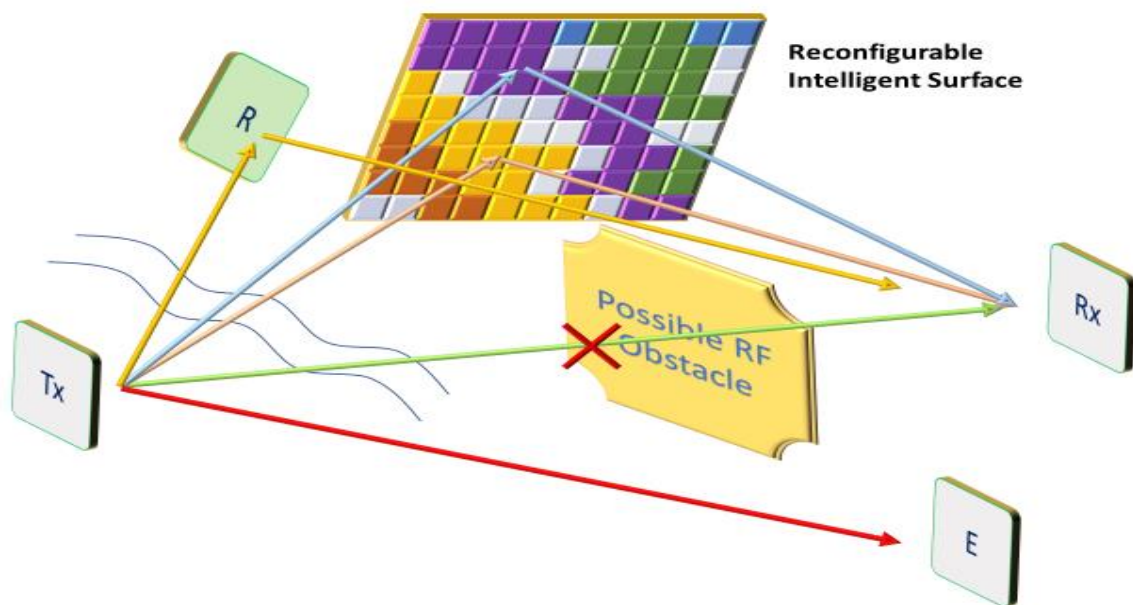 Reconfigurable
Intelligent Surface
R
Possible RF
Obstacle
Rx
Tx
E